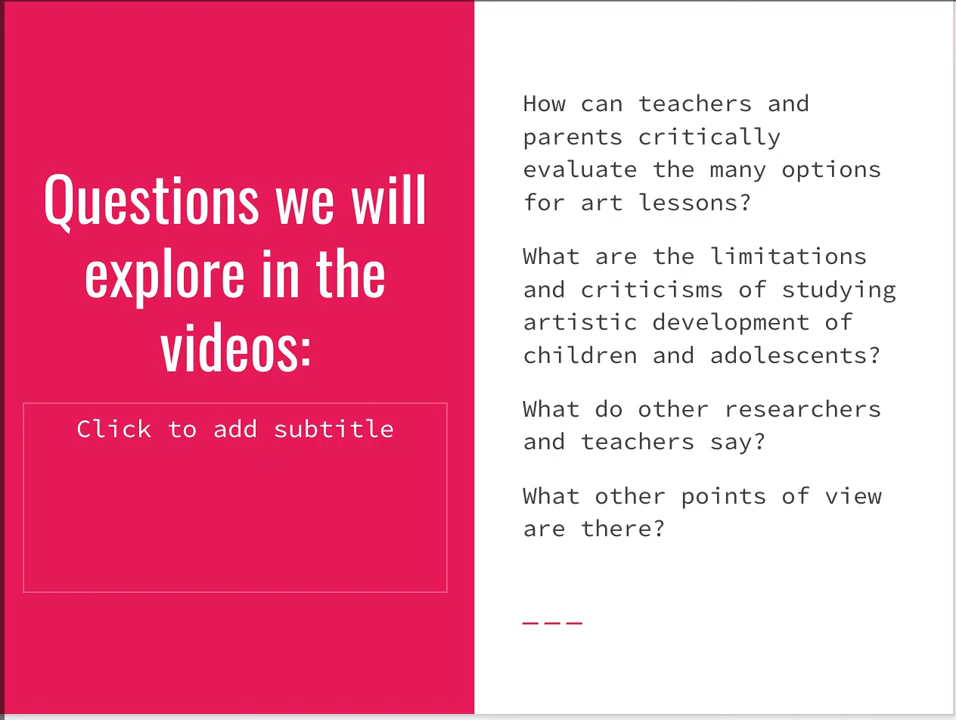 Questions we will
explore in the
videos:
Click to add subtitle
How can teachers and
parents critically
evaluate the many options
for art lessons?
What are the limitations
and criticisms of studying
artistic development of
children and adolescents?
What do other researchers
and teachers say?
What other points of view
are there?